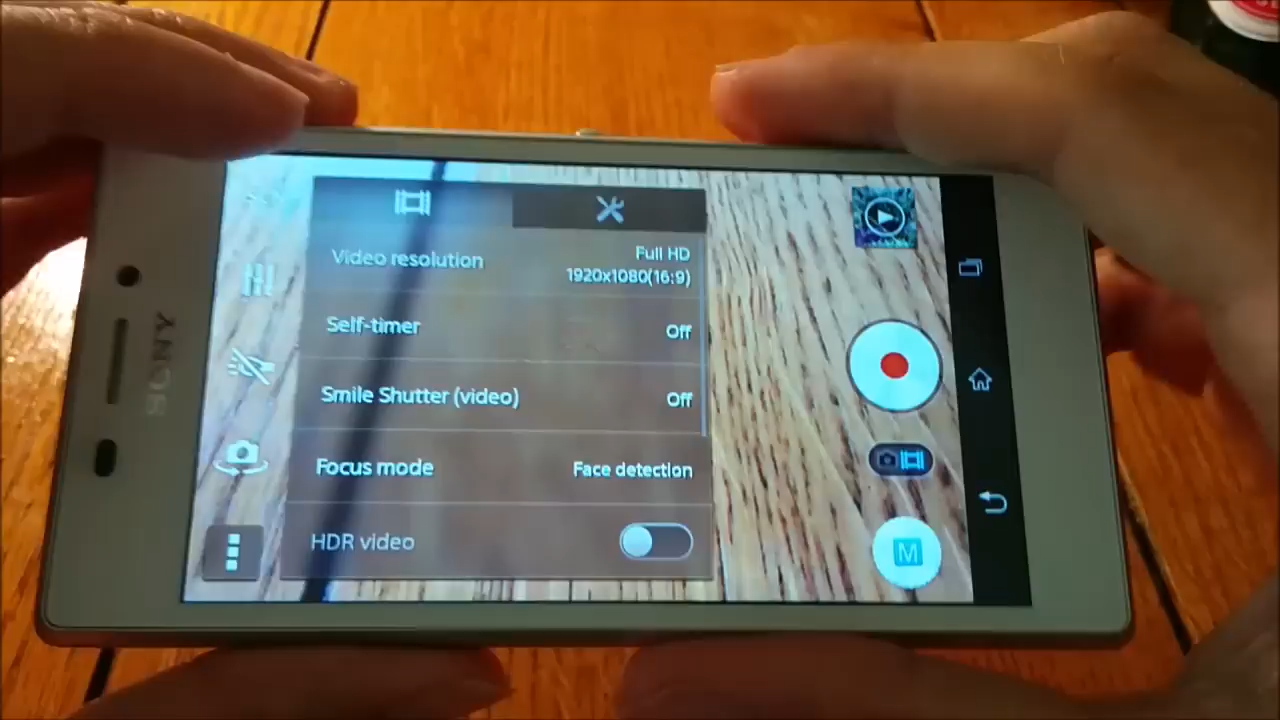 SONY
Video resolution
Full HD
1920x1080(16:9)
Self-timer
Off
Smile Shutter (video)
Off
Focus mode
Face detection
HDR video
M